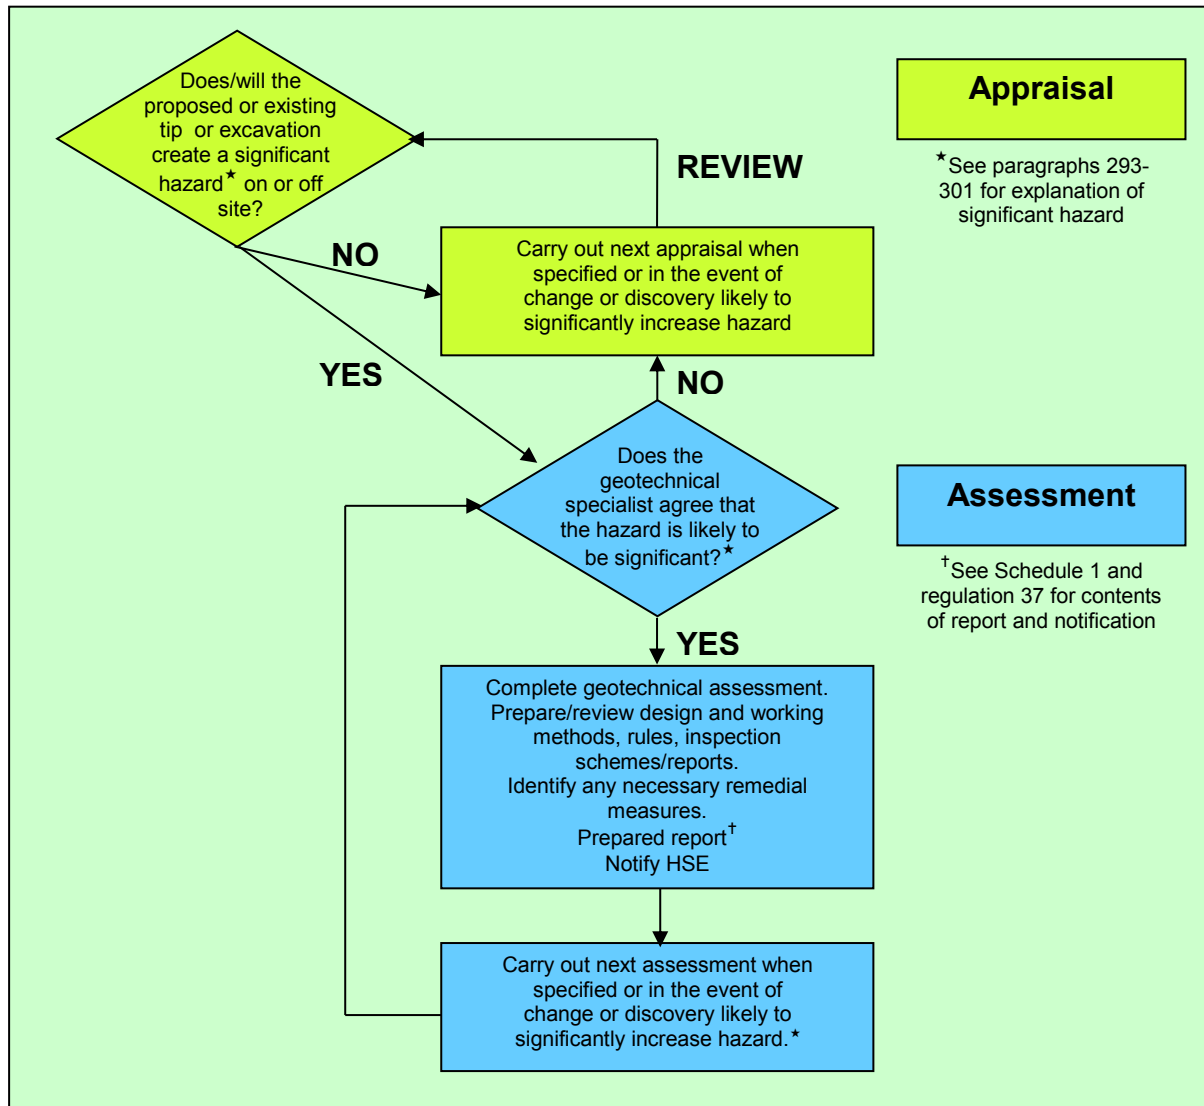 Does/will the
proposed or existing
tip  or excavation
create a significant
hazard★ on or off
site?
Appraisal
★See paragraphs 293-
301 for explanation of
significant hazard
REVIEW
NO
Carry out next appraisal when
specified or in the event of
change or discovery likely to
significantly increase hazard
YES
NO
Does the
geotechnical
specialist agree that
the hazard is likely to
be significant?★
Assessment
†See Schedule 1 and
regulation 37 for contents
of report and notification
YES
Complete geotechnical assessment.
Prepare/review design and working
methods, rules, inspection
schemes/reports.
Identify any necessary remedial
measures.
Prepared report†
Notify HSE
Carry out next assessment when
specified or in the event of
change or discovery likely to
significantly increase hazard.★